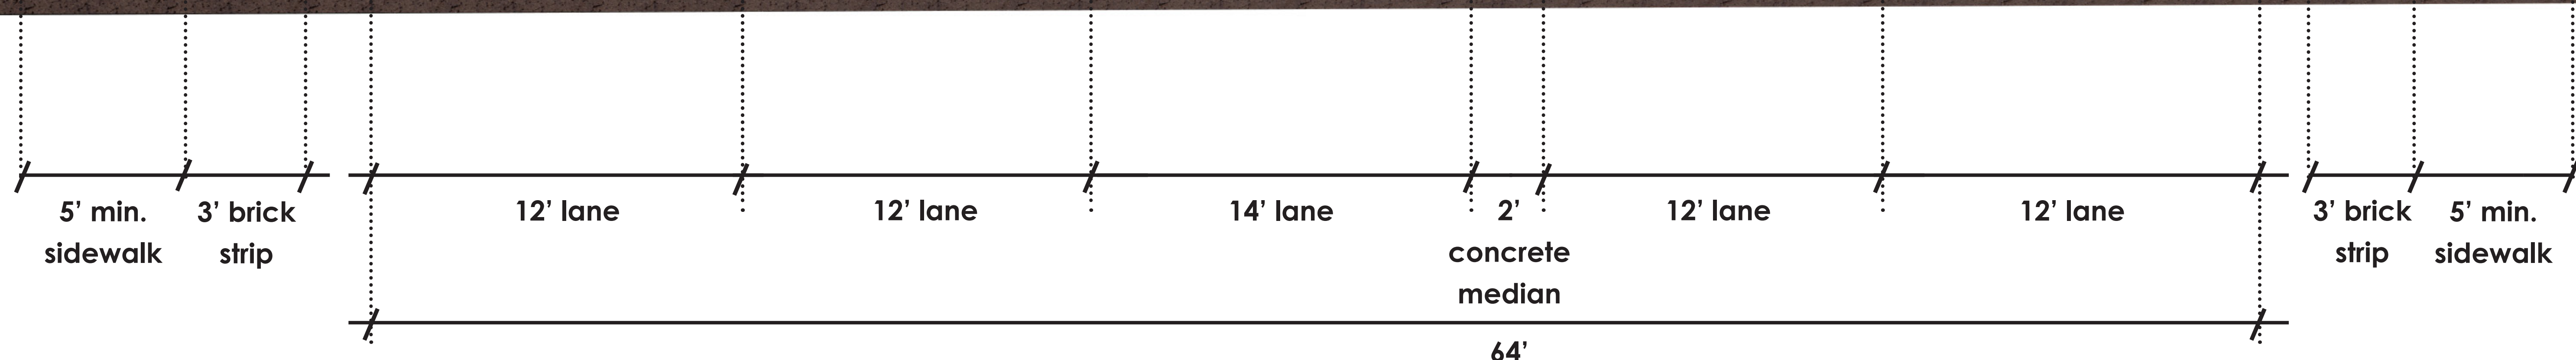 5’ min.
sidewalk
3’ brick
strip
12’ lane
12’ lane
14’ lane
2’
concrete
median
12’ lane
12’ lane
3’ brick
strip
5’ min.
sidewalk
64’